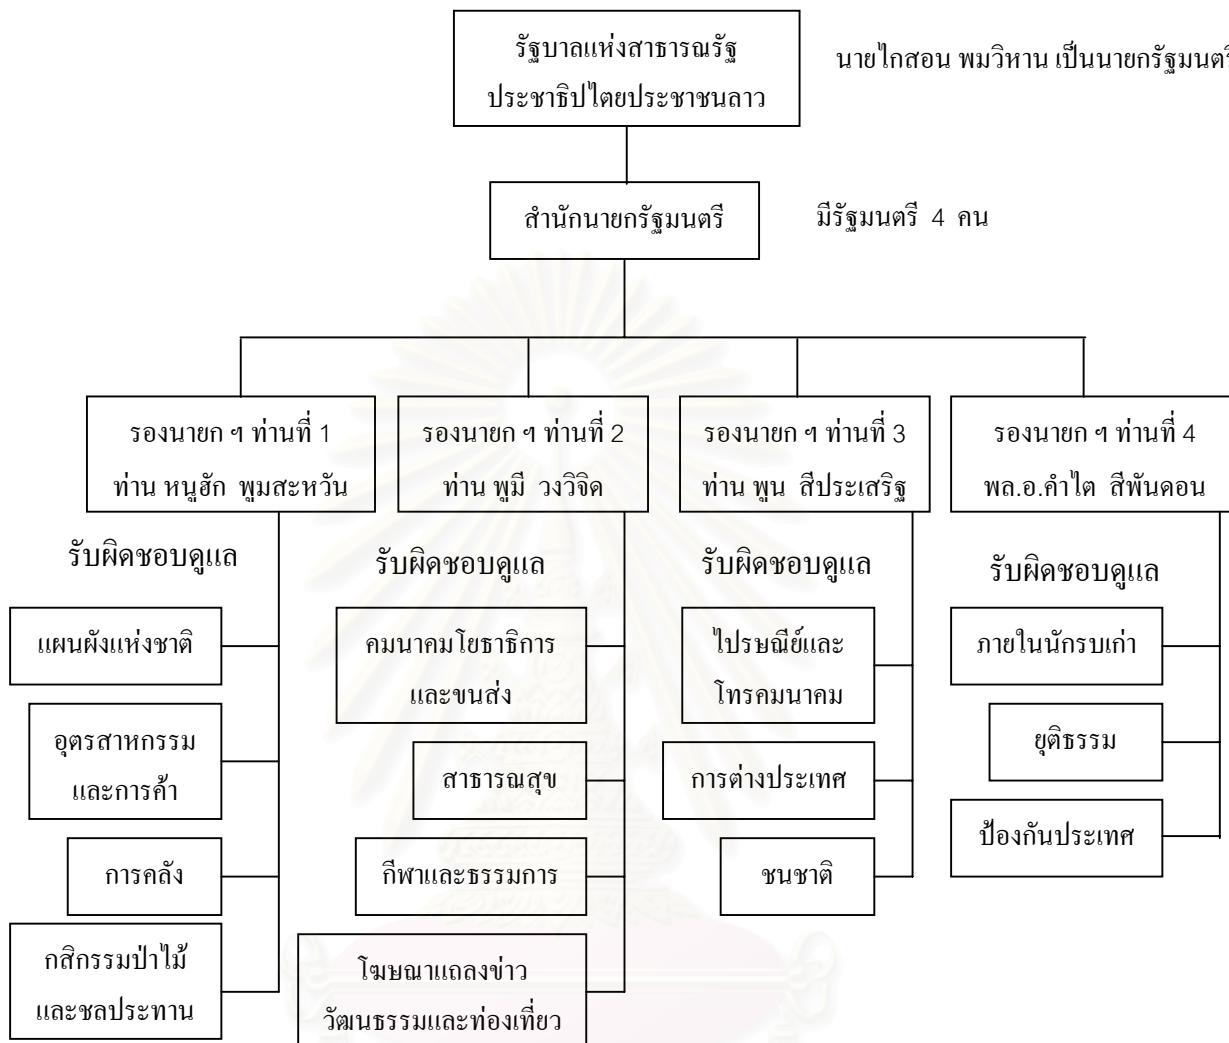 รัฐบาลแห่งสาธารณรัฐ
ประชาธิปไตยประชาชนลาว
นายไกสอน พมวิหาน เป็นนายกรัฐมนตรี
สำนักนายกรัฐมนตรี
มีรัฐมนตรี 4 คน
รองนายก ฯ ท่านที่ 1
ท่าน หนูฮัก พูมสะหวัน
รองนายก ฯ ท่านที่ 2
ท่าน พูมี วงวิจิด
รองนายก ฯ ท่านที่ 3
ท่าน พูน สีประเสริฐ
รองนายก ฯ ท่านที่ 4
พล.อ.คำไต สีพันดอน
รับผิดชอบดูแล
แผนผังแห่งชาติ
อุตรสาหกรรม
และการค้า
การคลัง
กสิกรรมป่าไม้
และชลประทาน
รับผิดชอบดูแล
คมนาคมโยธาธิการ
และขนส่ง
สาธารณสุข
กีฬาและธรรมการ
โฆษณาแถลงข่าว
วัฒนธรรมและท่องเที่ยว
รับผิดชอบดูแล
ไปรษณีย์และ
โทรคมนาคม
การต่างประเทศ
ชนชาติ
รับผิดชอบดูแล
ภายในนักรบเก่า
ยุติธรรม
ป้องกันประเทศ